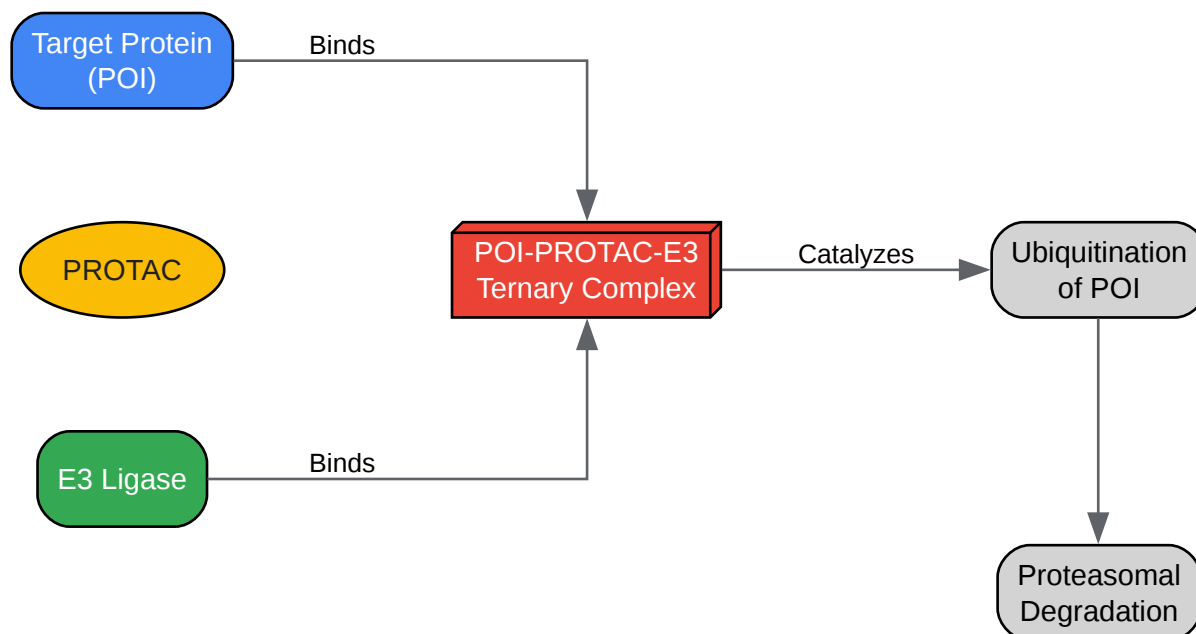 Target Protein
(POI)
Binds
PROTAC
POI-PROTAC-E3
Ternary Complex
Catalyzes
Ubiquitination
of POI
E3 Ligase
Binds
Proteasomal
Degradation